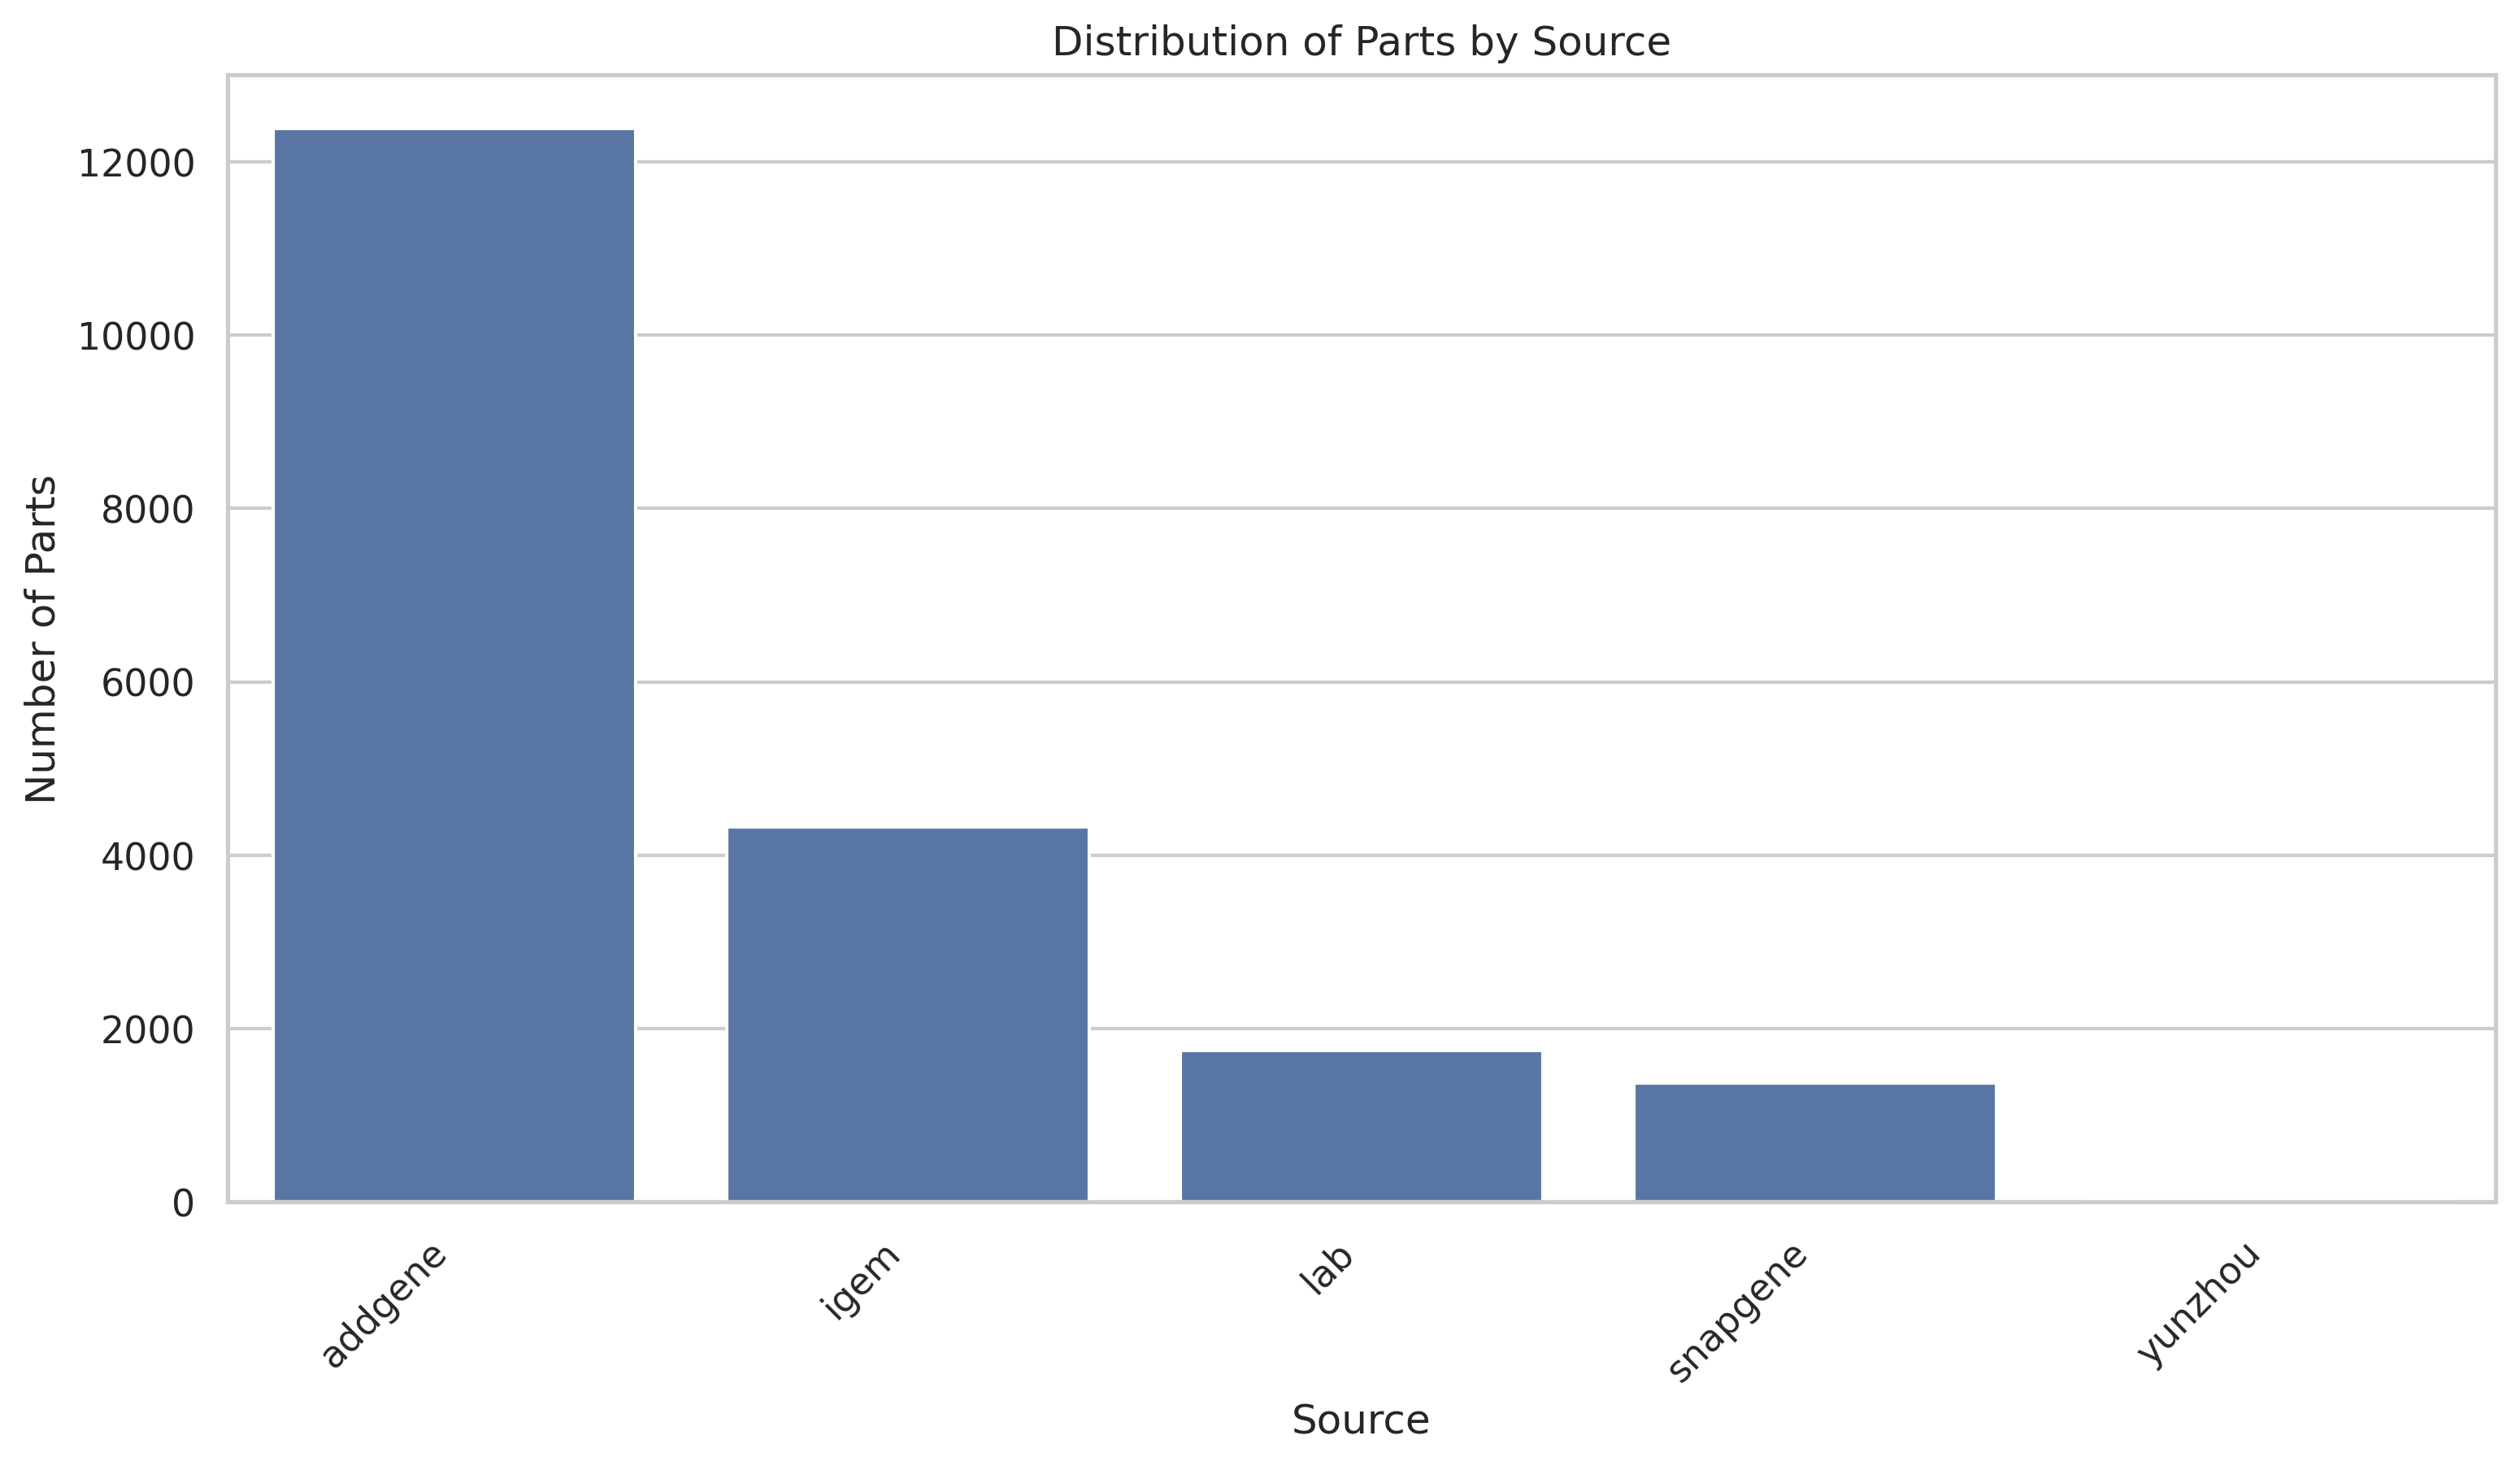 Distribution of Parts by Source
Number of Parts
12000
10000
8000
6000
4000
2000
0
addgene
igem
lab
snapgene
yunzhou
Source